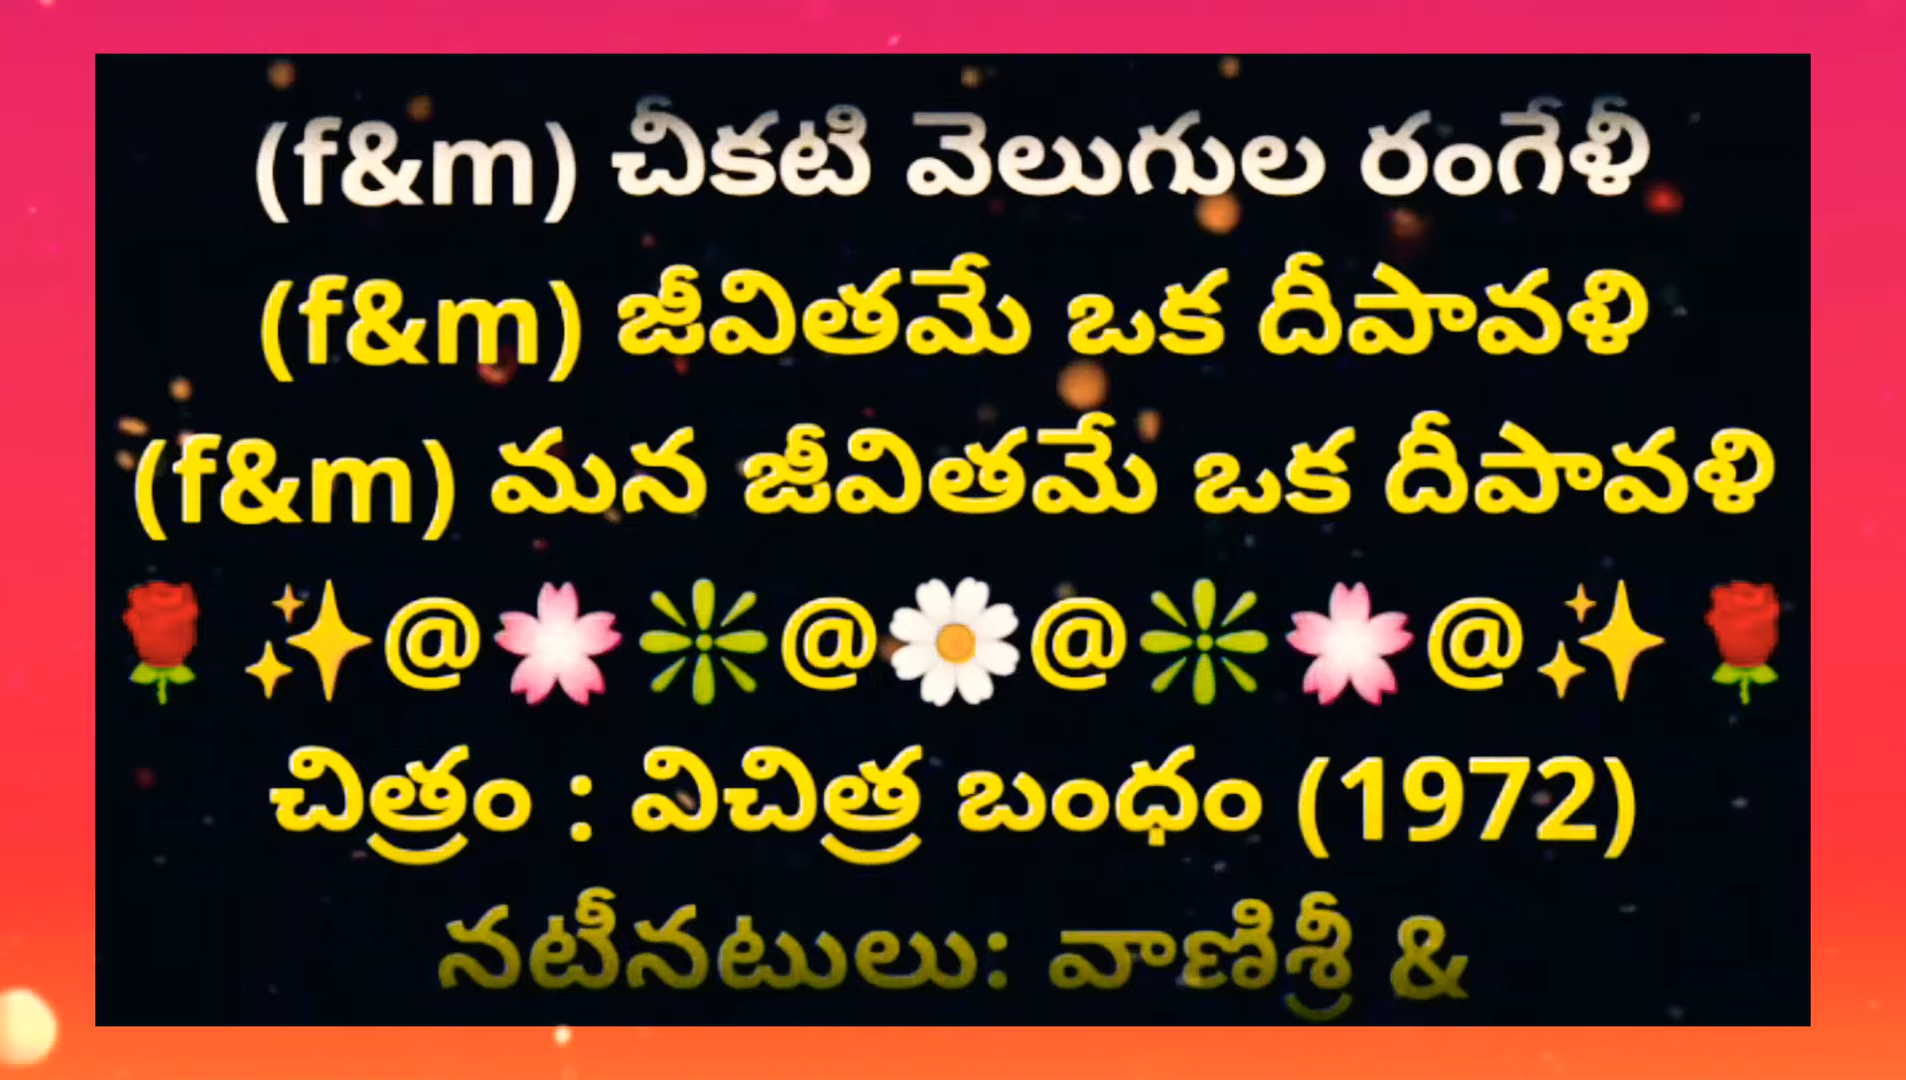 (f&m) చీకటి వెలుగుల రంగేళీ
(f&m) జీవితమే ఒక దీపావళి
(f&m) మన జీవితమే ఒక దీపావళి
🌹 ✨@🌸❇@🌼@❇🌸@✨ 🌹
చిత్రం : విచిత్ర బంధం (1972)
నటీనటులు: వాణిశ్రీ &